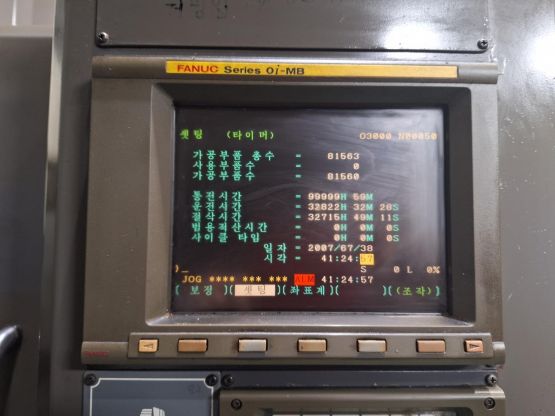 FANUC Series 0i-MB
셋팅 (타이머) O3000 N00050
가공부품 총수 = 81563
사용부품수 = 0
가공부품수 = 81560
통전시간 = 99999H 59M
운전시간 = 32822H 32M 26S
절삭시간 = 32715H 49M 11S
범용적산시간 = 0H 0M 0S
사이클 타임 = 0H 0M 0S
일자 = 2007/67/38
시각 = 41:24:57
)_ S 0 L 0%
JOG **** *** *** ALM 41:24:57
[ 보정 )( 셋팅 )( 좌표계 )( )( (조작) ]
FANUC